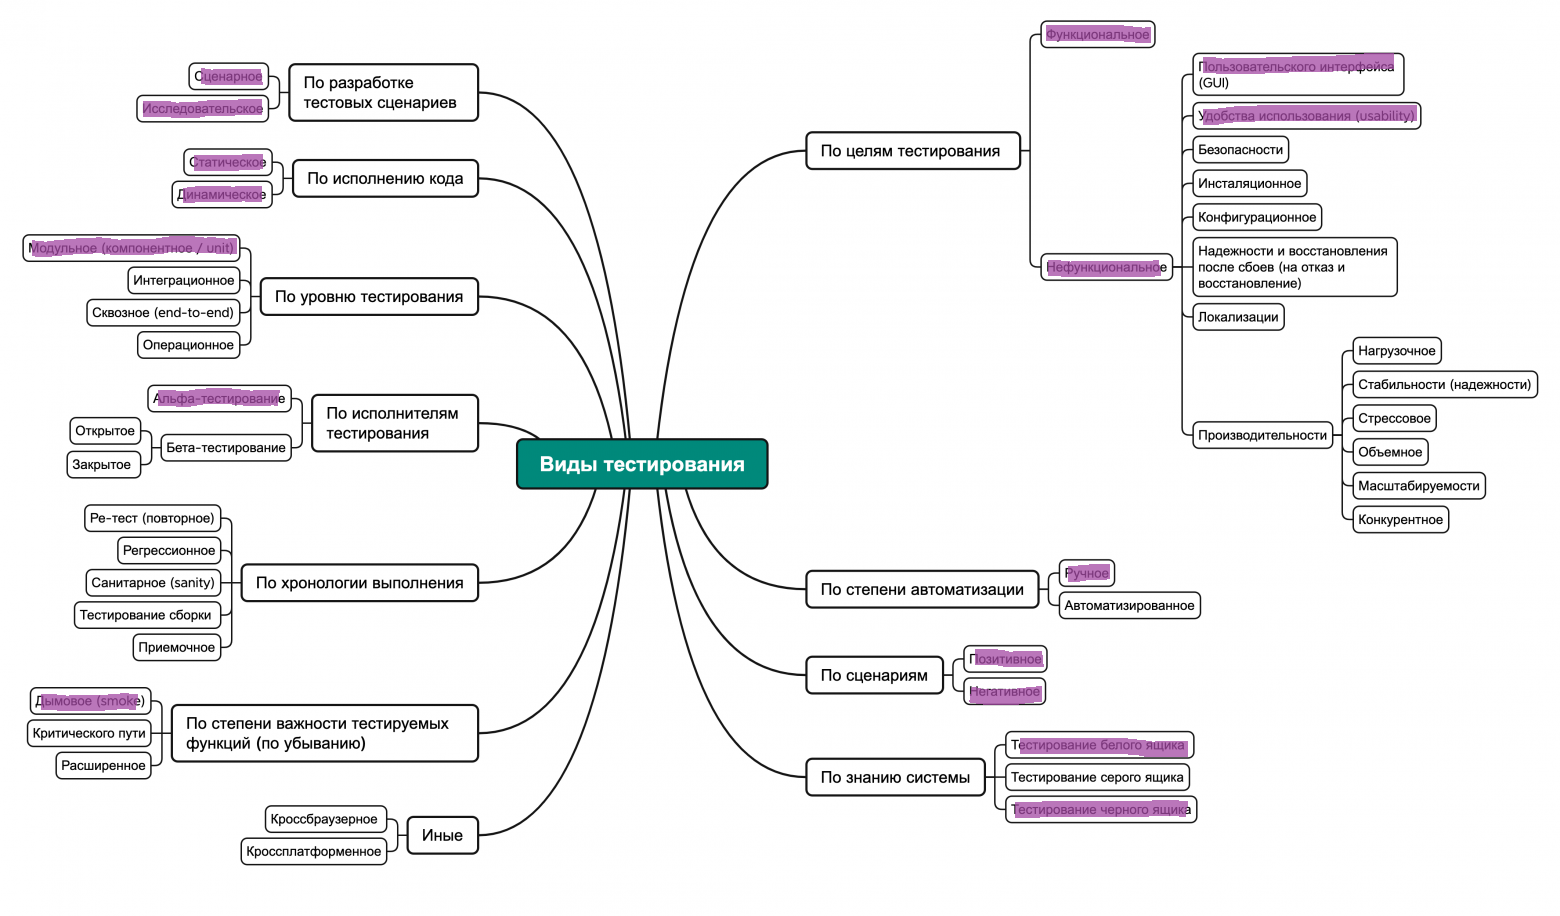 Сценарное
Исследовательское
По разработке
тестовых сценариев
Статическое
Динамическое
По исполнению кода
Модульное (компонентное / unit)
Интеграционное
Сквозное (end-to-end)
Операционное
По уровню тестирования
Альфа-тестирование
Открытое
Закрытое
Бета-тестирование
По исполнителям
тестирования
Ре-тест (повторное)
Регрессионное
Санитарное (sanity)
Тестирование сборки
Приемочное
По хронологии выполнения
Дымовое (smoke)
Критического пути
Расширенное
По степени важности тестируемых
функций (по убыванию)
Кроссбраузерное
Кроссплатформенное
Иные
Виды тестирования
По целям тестирования
Функциональное
Нефункциональное
Пользовательского интерфейса
(GUI)
Удобства использования (usability)
Безопасности
Инсталяционное
Конфигурационное
Надежности и восстановления
после сбоев (на отказ и
восстановление)
Локализации
Производительности
Нагрузочное
Стабильности (надежности)
Стрессовое
Объемное
Масштабируемости
Конкурентное
По степени автоматизации
Ручное
Автоматизированное
По сценариям
Позитивное
Негативное
По знанию системы
Тестирование белого ящика
Тестирование серого ящика
Тестирование черного ящика